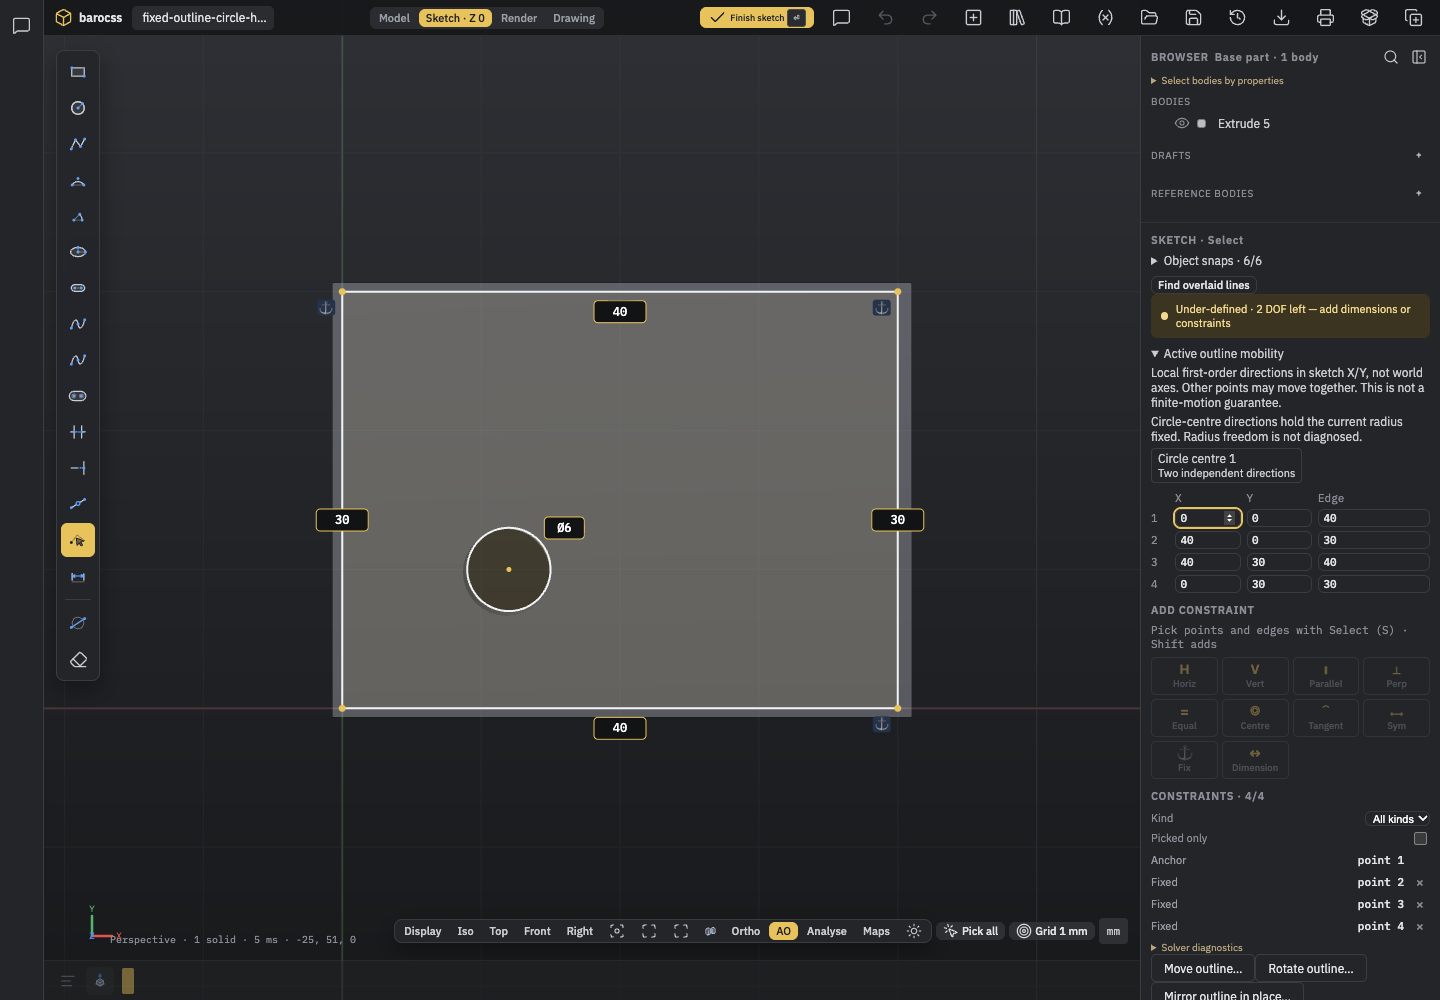 barocss
fixed-outline-circle-h...
Model
Sketch · Z 0
Render
Drawing
Finish sketch
BROWSER Base part · 1 body
Select bodies by properties
BODIES
Extrude 5
DRAFTS
REFERENCE BODIES
SKETCH · Select
Object snaps · 6/6
Find overlaid lines
Under-defined · 2 DOF left — add dimensions or
constraints
Active outline mobility
Local first-order directions in sketch X/Y, not world
axes. Other points may move together. This is not a
finite-motion guarantee.
Circle-centre directions hold the current radius
fixed. Radius freedom is not diagnosed.
Circle centre 1
Two independent directions
X Y Edge
1 0 0 40
2 40 0 30
3 40 30 40
4 0 30 30
ADD CONSTRAINT
Pick points and edges with Select (S) ·
Shift adds
H V
Horiz Vert Parallel Perp
Equal Centre Tangent Sym
Fix Dimension
CONSTRAINTS · 4/4
Kind All kinds
Picked only
Anchor point 1
Fixed point 2 ×
Fixed point 3 ×
Fixed point 4 ×
Solver diagnostics
Move outline...
Rotate outline...
Mirror outline in place...
40
30
Ø6
30
40
Y
X
Z
Perspective · 1 solid · 5 ms · -25, 51, 0
Display
Iso
Top
Front
Right
Ortho
AO
Analyse
Maps
Pick all
Grid 1 mm
mm